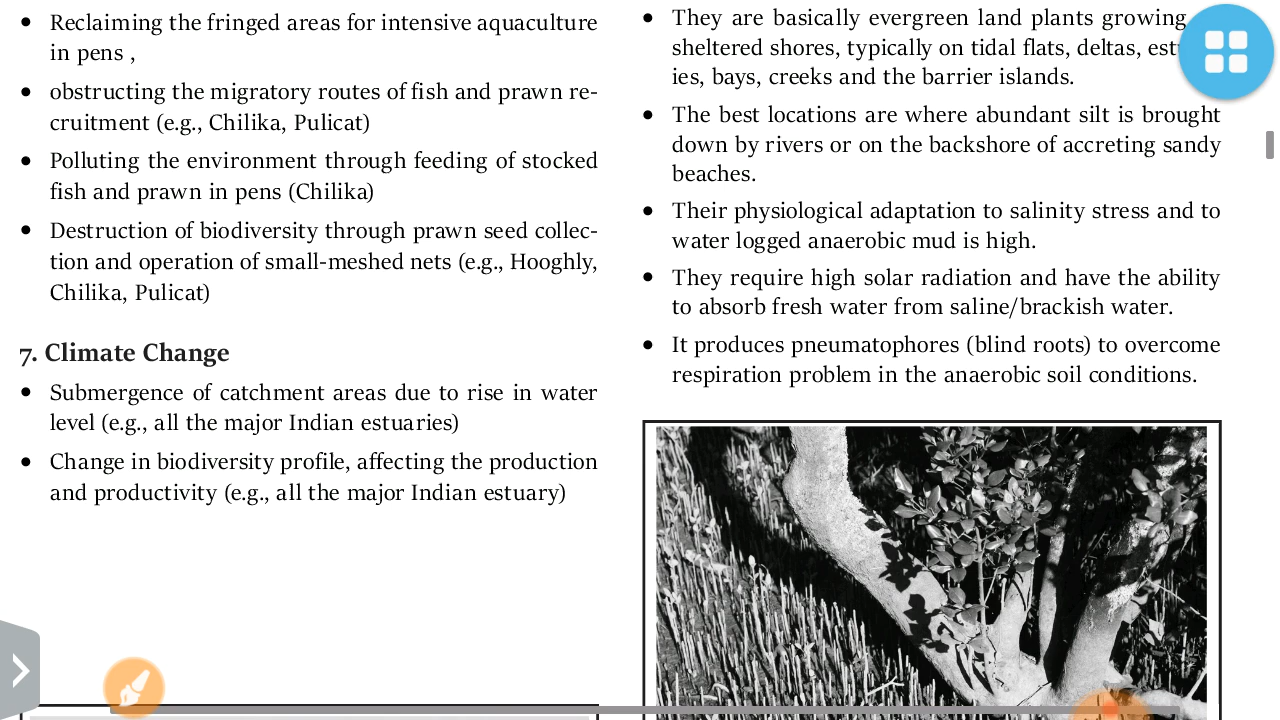 Reclaiming the fringed areas for intensive aquaculture
in pens ,
obstructing the migratory routes of fish and prawn re-
cruitment (e.g., Chilika, Pulicat)
Polluting the environment through feeding of stocked
fish and prawn in pens (Chilika)
Destruction of biodiversity through prawn seed collec-
tion and operation of small-meshed nets (e.g., Hooghly,
Chilika, Pulicat)
7. Climate Change
Submergence of catchment areas due to rise in water
level (e.g., all the major Indian estuaries)
Change in biodiversity profile, affecting the production
and productivity (e.g., all the major Indian estuary)
They are basically evergreen land plants growing
sheltered shores, typically on tidal flats, deltas,
ies, bays, creeks and the barrier islands.
The best locations are where abundant silt is brought
down by rivers or on the backshore of accreting sandy
beaches.
Their physiological adaptation to salinity stress and to
water logged anaerobic mud is high.
They require high solar radiation and have the ability
to absorb fresh water from saline/brackish water.
It produces pneumatophores (blind roots) to overcome
respiration problem in the anaerobic soil conditions.